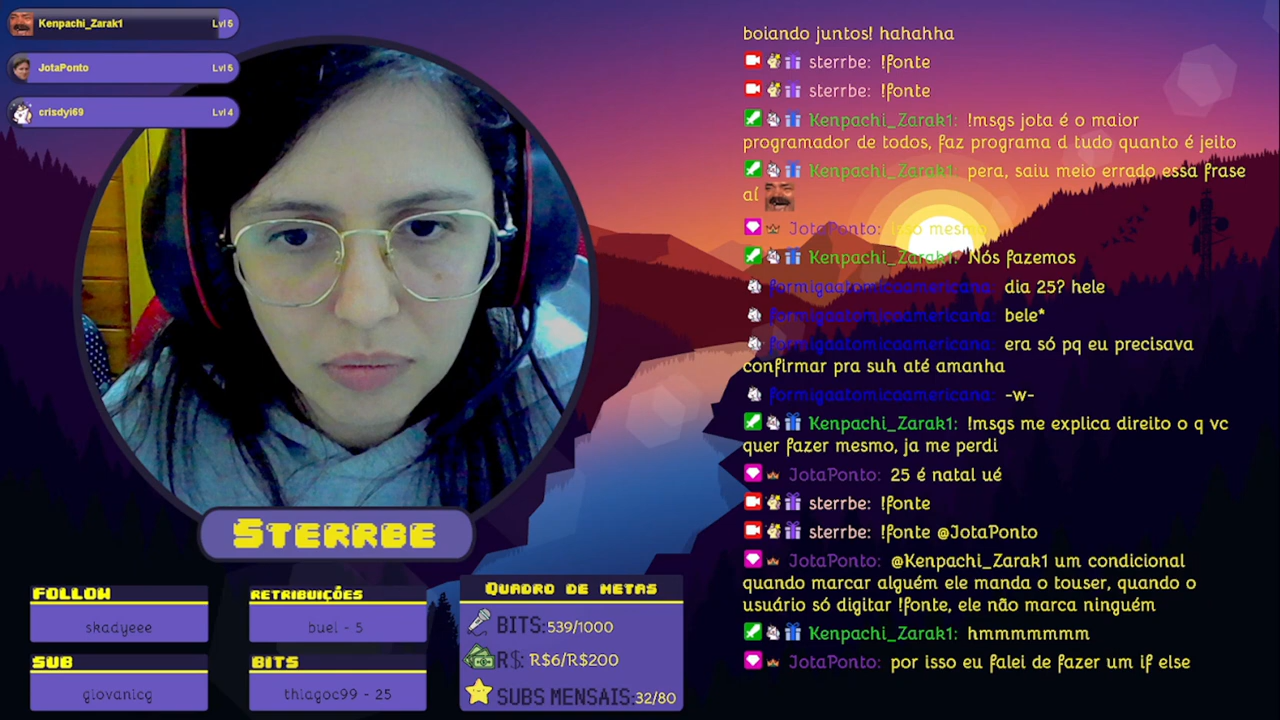 Kenpachi_Zarak1 Lvl 5
JotaPonto Lvl 5
crisdyi69 Lvl 4
STERRBE
FOLLOW
skadyeee
RETRIBUIÇÕES
buel - 5
SUB
giovanicg
BITS
thiagoc99 - 25
QUADRO DE METAS
BITS:539/1000
R$: R$6/R$200
SUBS MENSAIS:32/80
boiando juntos! hahahha
sterrbe: !fonte
sterrbe: !fonte
Kenpachi_Zarak1: !msgs jota é o maior
programador de todos, faz programa d tudo quanto é jeito
Kenpachi_Zarak1: pera, saiu meio errado essa frase
aí
JotaPonto: Isso mesmo
Kenpachi_Zarak1: Nós fazemos
formigaatomicaamericana: dia 25? hele
formigaatomicaamericana: bele*
formigaatomicaamericana: era só pq eu precisava
confirmar pra suh até amanha
formigaatomicaamericana: -w-
Kenpachi_Zarak1: !msgs me explica direito o q vc
quer fazer mesmo, ja me perdi
JotaPonto: 25 é natal ué
sterrbe: !fonte
sterrbe: !fonte @JotaPonto
JotaPonto: @Kenpachi_Zarak1 um condicional
quando marcar alguém ele manda o touser, quando o
usuário só digitar !fonte, ele não marca ninguém
Kenpachi_Zarak1: hmmmmmmm
JotaPonto: por isso eu falei de fazer um if else